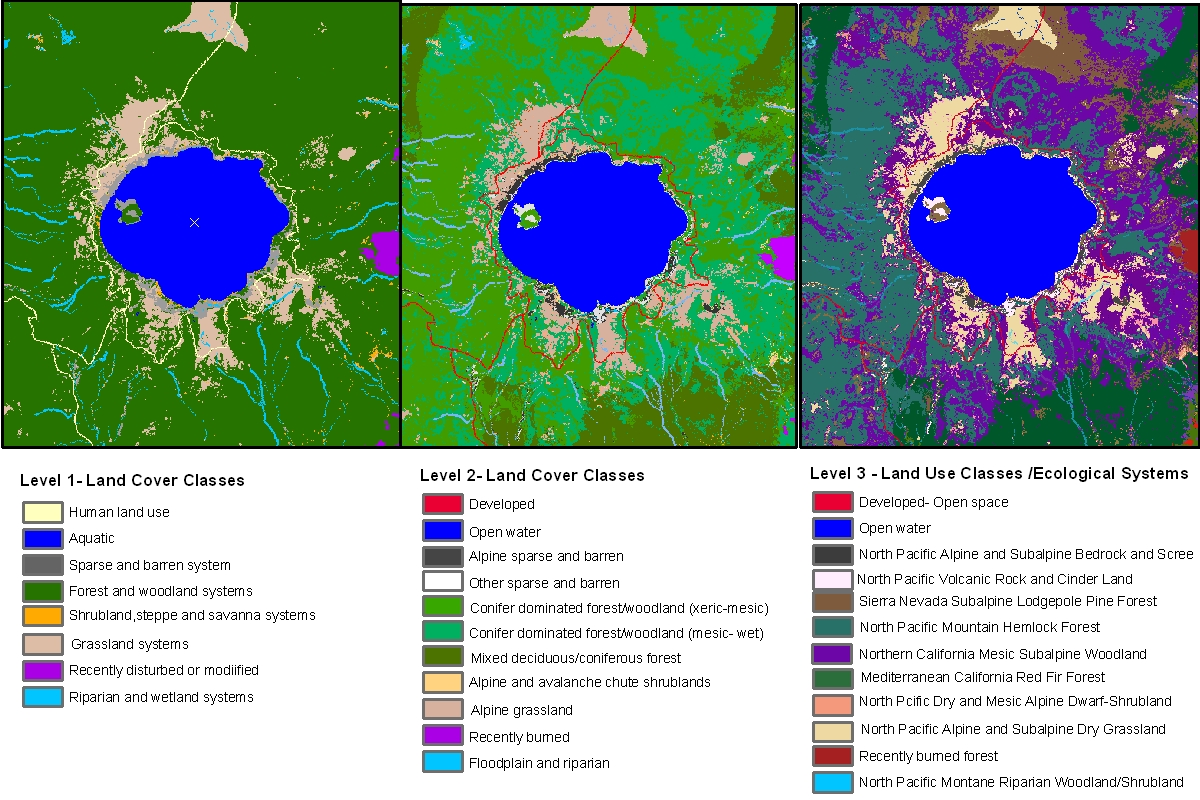 Level 1- Land Cover Classes
Human land use
Aquatic
Sparse and barren system
Forest and woodland systems
Shrubland,steppe and savanna systems
Grassland systems
Recently disturbed or modiified
Riparian and wetland systems
Level 2- Land Cover Classes
Developed
Open water
Alpine sparse and barren
Other sparse and barren
Conifer dominated forest/woodland (xeric-mesic)
Conifer dominated forest/woodland (mesic- wet)
Mixed deciduous/coniferous forest
Alpine and avalanche chute shrublands
Alpine grassland
Recently burned
Floodplain and riparian
Level 3 - Land Use Classes /Ecological Systems
Developed- Open space
Open water
North Pacific Alpine and Subalpine Bedrock and Scree
North Pacific Volcanic Rock and Cinder Land
Sierra Nevada Subalpine Lodgepole Pine Forest
North Pacific Mountain Hemlock Forest
Northern California Mesic Subalpine Woodland
Mediterranean California Red Fir Forest
North Pcific Dry and Mesic Alpine Dwarf-Shrubland
North Pacific Alpine and Subalpine Dry Grassland
Recently burned forest
North Pacific Montane Riparian Woodland/Shrubland